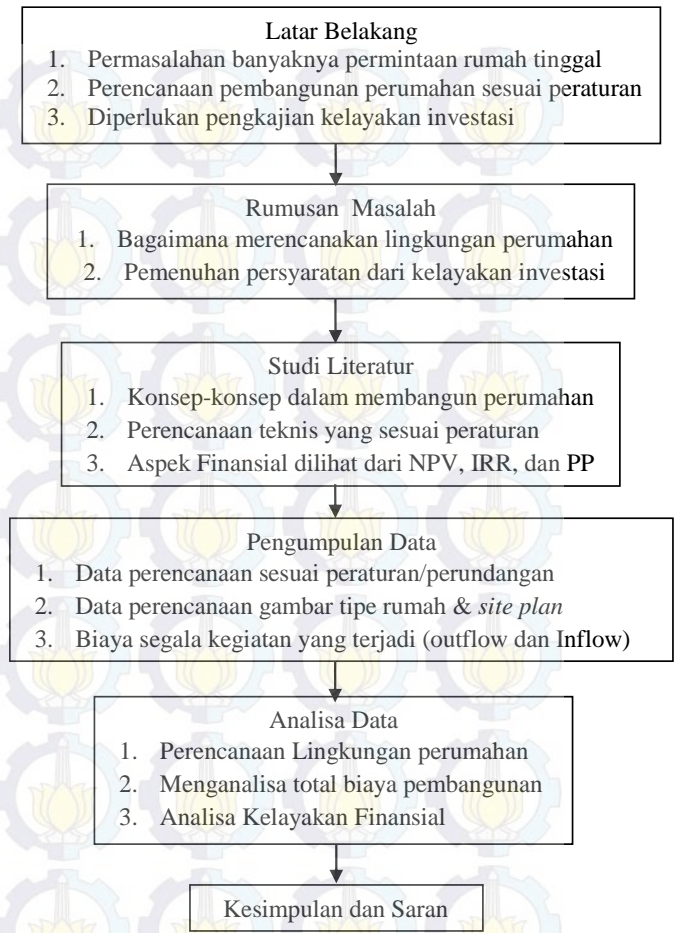 Latar Belakang
1. Permasalahan banyaknya permintaan rumah tinggal
2. Perencanaan pembangunan perumahan sesuai peraturan
3. Diperlukan pengkajian kelayakan investasi
Rumusan Masalah
1. Bagaimana merencanakan lingkungan perumahan
2. Pemenuhan persyaratan dari kelayakan investasi
Studi Literatur
1. Konsep-konsep dalam membangun perumahan
2. Perencanaan teknis yang sesuai peraturan
3. Aspek Finansial dilihat dari NPV, IRR, dan PP
Pengumpulan Data
1. Data perencanaan sesuai peraturan/perundangan
2. Data perencanaan gambar tipe rumah & site plan
3. Biaya segala kegiatan yang terjadi (outflow dan Inflow)
Analisa Data
1. Perencanaan Lingkungan perumahan
2. Menganalisa total biaya pembangunan
3. Analisa Kelayakan Finansial
Kesimpulan dan Saran